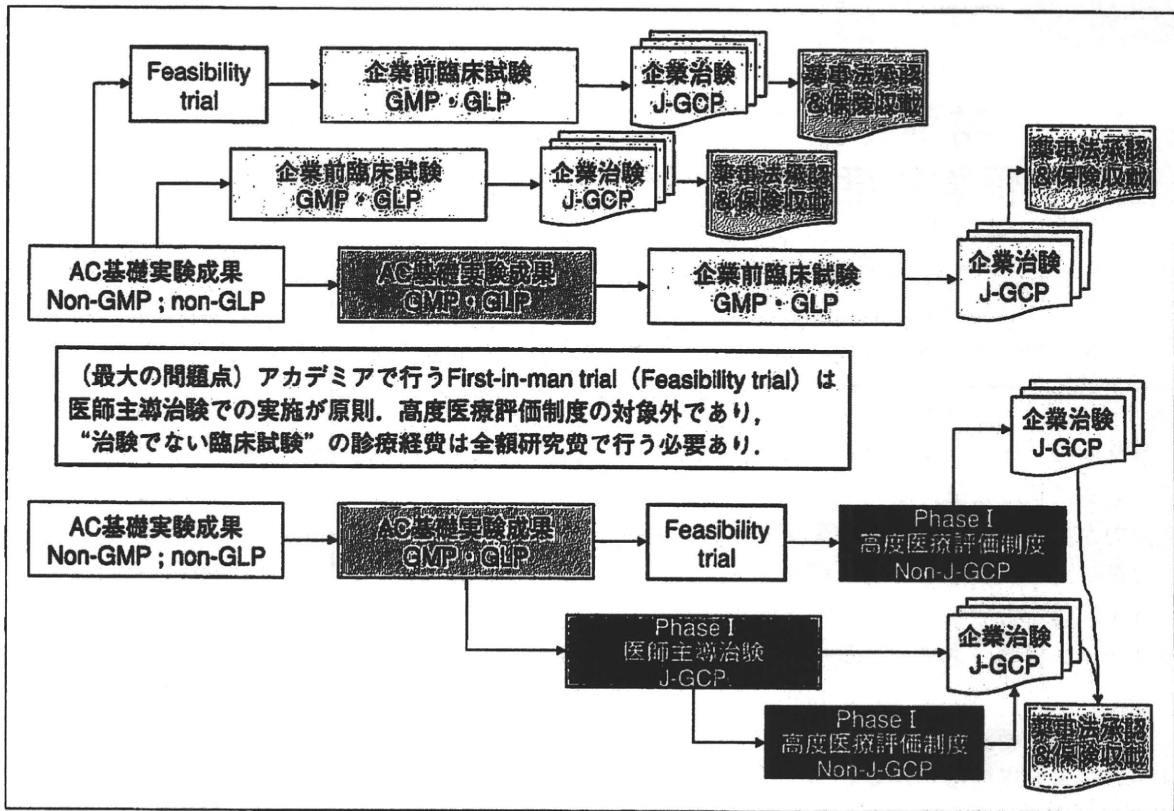 Feasibility
trial
企業前臨床試験
GMP・GLP
企業治験
J-GCP
薬事法承認
&保険収載
企業前臨床試験
GMP・GLP
企業治験
J-GCP
薬事法承認
&保険収載
薬事法承認
&保険収載
AC基礎実験成果
Non-GMP ; non-GLP
AC基礎実験成果
GMP・GLP
企業前臨床試験
GMP・GLP
企業治験
J-GCP
(最大の問題点) アカデミアで行うFirst-in-man trial (Feasibility trial) は
医師主導治験での実施が原則.高度医療評価制度の対象外であり,
“治験でない臨床試験”の診療経費は全額研究費で行う必要あり.
企業治験
J-GCP
AC基礎実験成果
Non-GMP ; non-GLP
AC基礎実験成果
GMP・GLP
Feasibility
trial
Phase I
高度医療評価制度
Non-J-GCP
Phase I
医師主導治験
J-GCP
企業治験
J-GCP
Phase I
高度医療評価制度
Non-J-GCP
薬事法承認
&保険収載